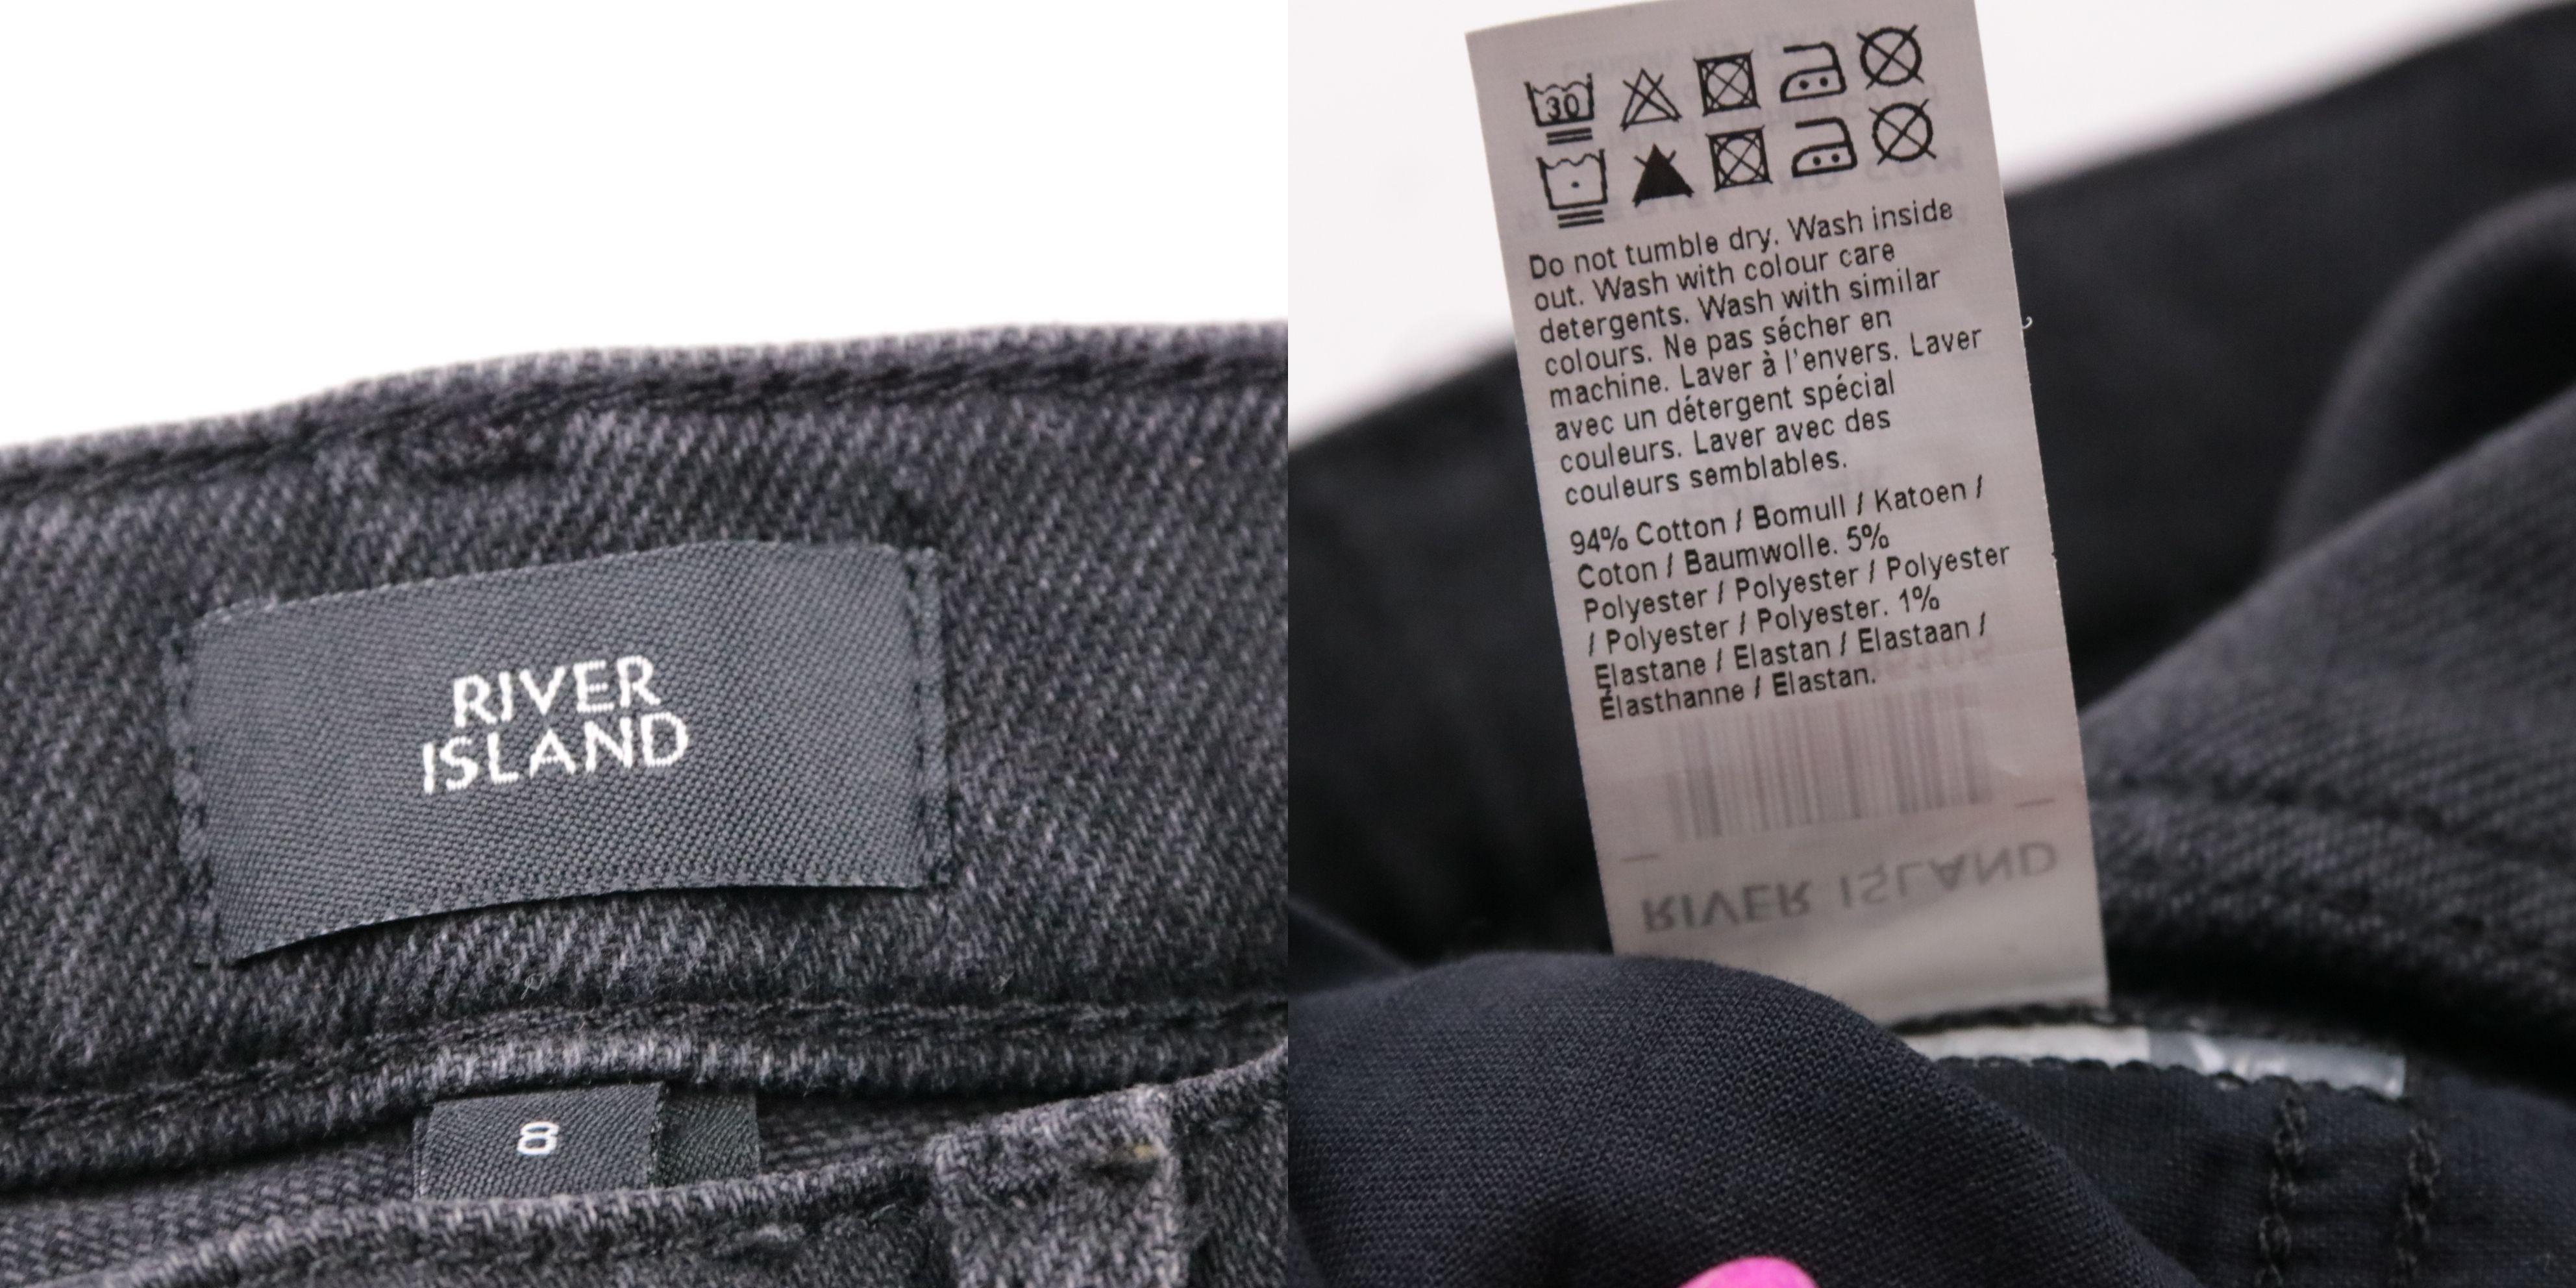 RIVER
ISLAND
8
30
Do not tumble dry. Wash inside
out. Wash with colour care
detergents. Wash with similar
colours. Ne pas sécher en
machine. Laver à l'envers. Laver
avec un détergent spécial
couleurs. Laver avec des
couleurs semblables.
94% Cotton / Bomull / Katoen /
Coton / Baumwolle. 5%
Polyester / Polyester / Polyester
/ Polyester / Polyester. 1%
Elastane / Elastan / Elastaan /
Élasthanne / Elastan.
RIVER ISLAND